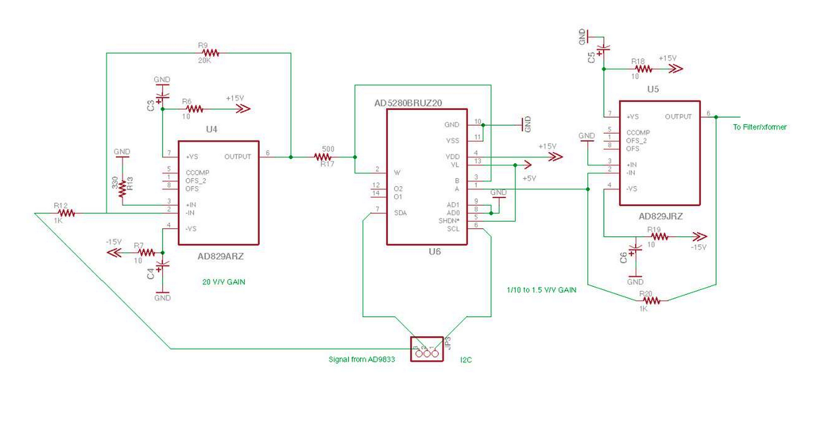 R9
20K
GND
C3
R6
10
+15V
U4
+VS
OUTPUT
CCOMP
OFS_2
OFS
+IN
-IN
-VS
7
5
1
8
3
2
4
6
AD829ARZ
GND
330
R13
R12
1K
-15V
R7
10
C4
GND
20 V/V GAIN
500
R17
AD5280BRUZ20
GND
VSS
VDD
VL
B
A
AD1
AD0
SHDN*
SCL
W
O2
O1
SDA
2
12
14
7
10
11
4
13
3
1
9
8
5
6
U6
GND
+15V
+5V
GND
1/10 to 1.5 V/V GAIN
Signal from AD9833
JP3
I2C
GND
C5
R18
10
+15V
U5
+VS
OUTPUT
CCOMP
OFS_2
OFS
+IN
-IN
-VS
7
5
1
8
3
2
4
6
GND
To Filter/xformer
AD829JRZ
R19
10
-15V
C6
GND
R20
1K